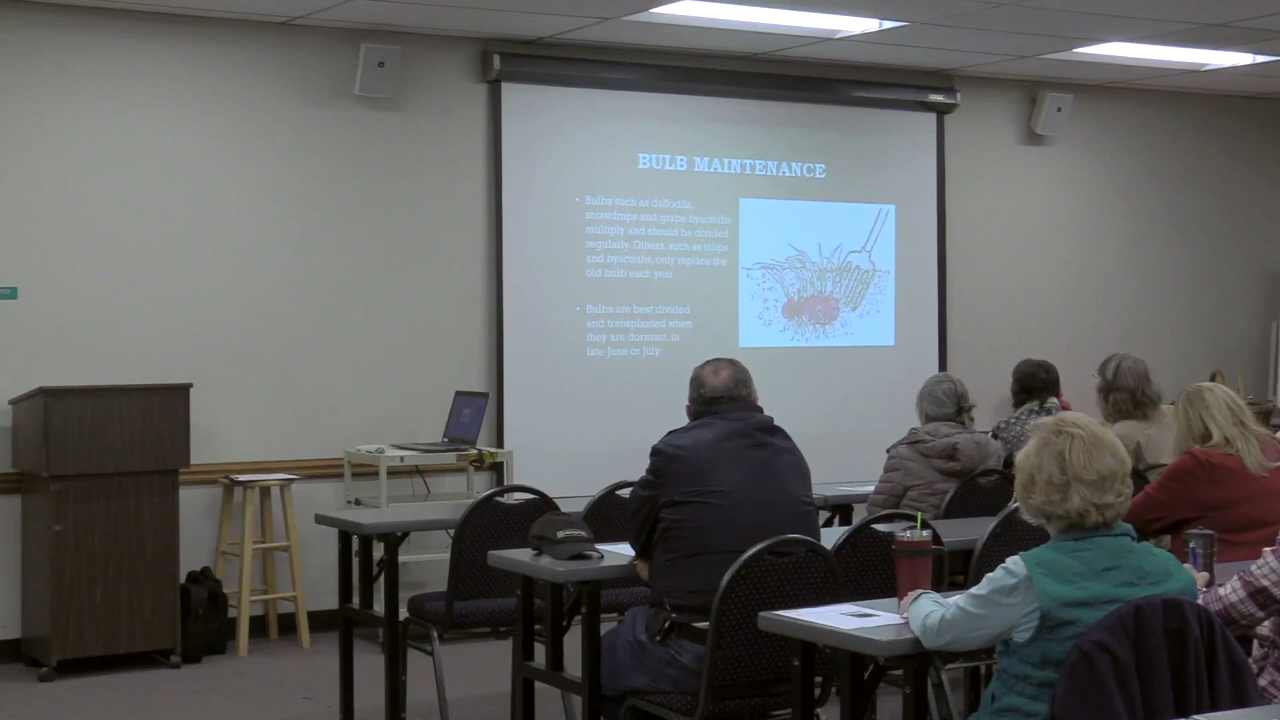 BULB MAINTENANCE
• Bulbs such as daffodils,
snowdrops and grape hyacinths
multiply and should be divided
regularly. Others, such as tulips
and hyacinths, only replace the
old bulb each year
• Bulbs are best divided
and transplanted when
they are dormant, in
late June or July